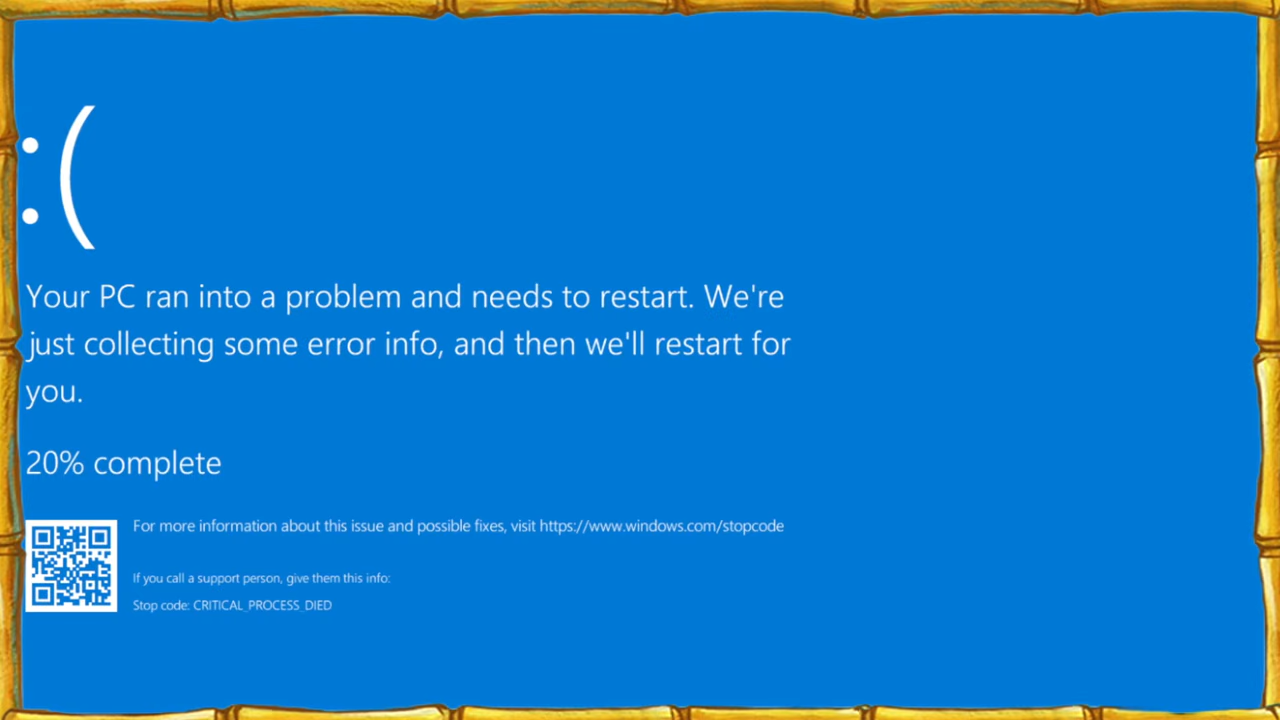 :(
Your PC ran into a problem and needs to restart. We're
just collecting some error info, and then we'll restart for
you.
20% complete
For more information about this issue and possible fixes, visit https://www.windows.com/stopcode
If you call a support person, give them this info:
Stop code: CRITICAL_PROCESS_DIED